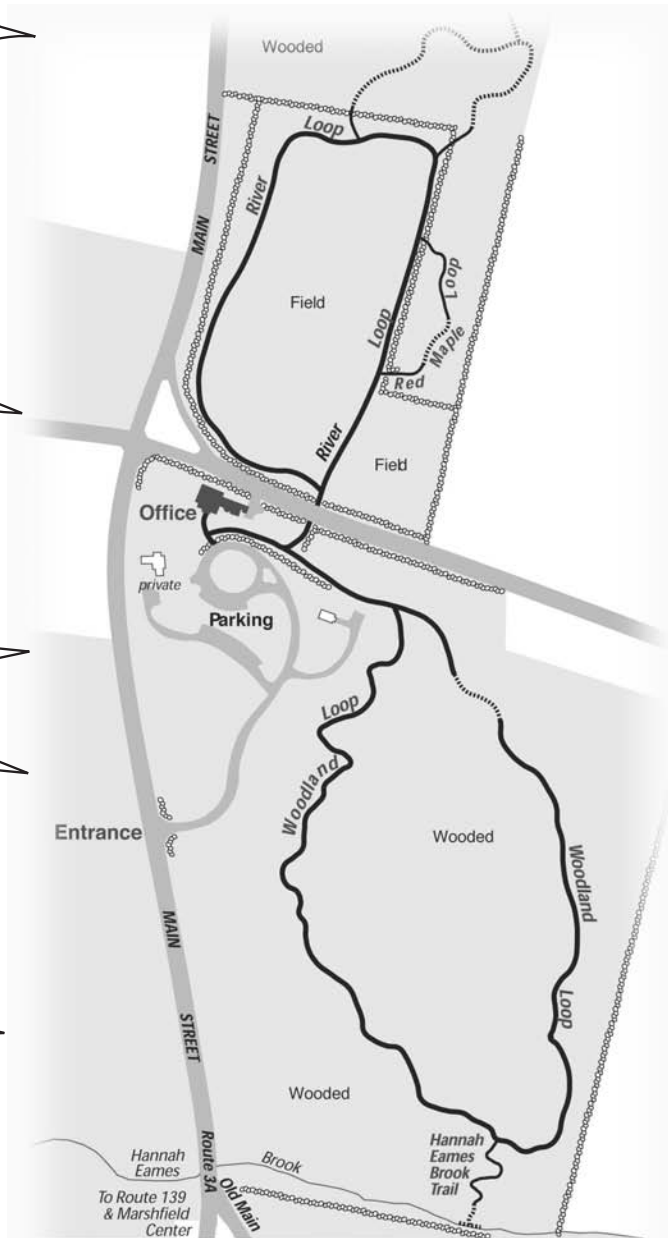 Wooded
Loop
STREET
River
MAIN
Loop
Field
Loop
Maple
Red
River
Field
Office
private
Parking
Loop
Woodland
Wooded
Entrance
Woodland
MAIN
Loop
STREET
Wooded
Route 3A
Hannah
Eames
Brook
Hannah
Eames
Brook
Trail
Old Main
To Route 139
& Marshfield
Center